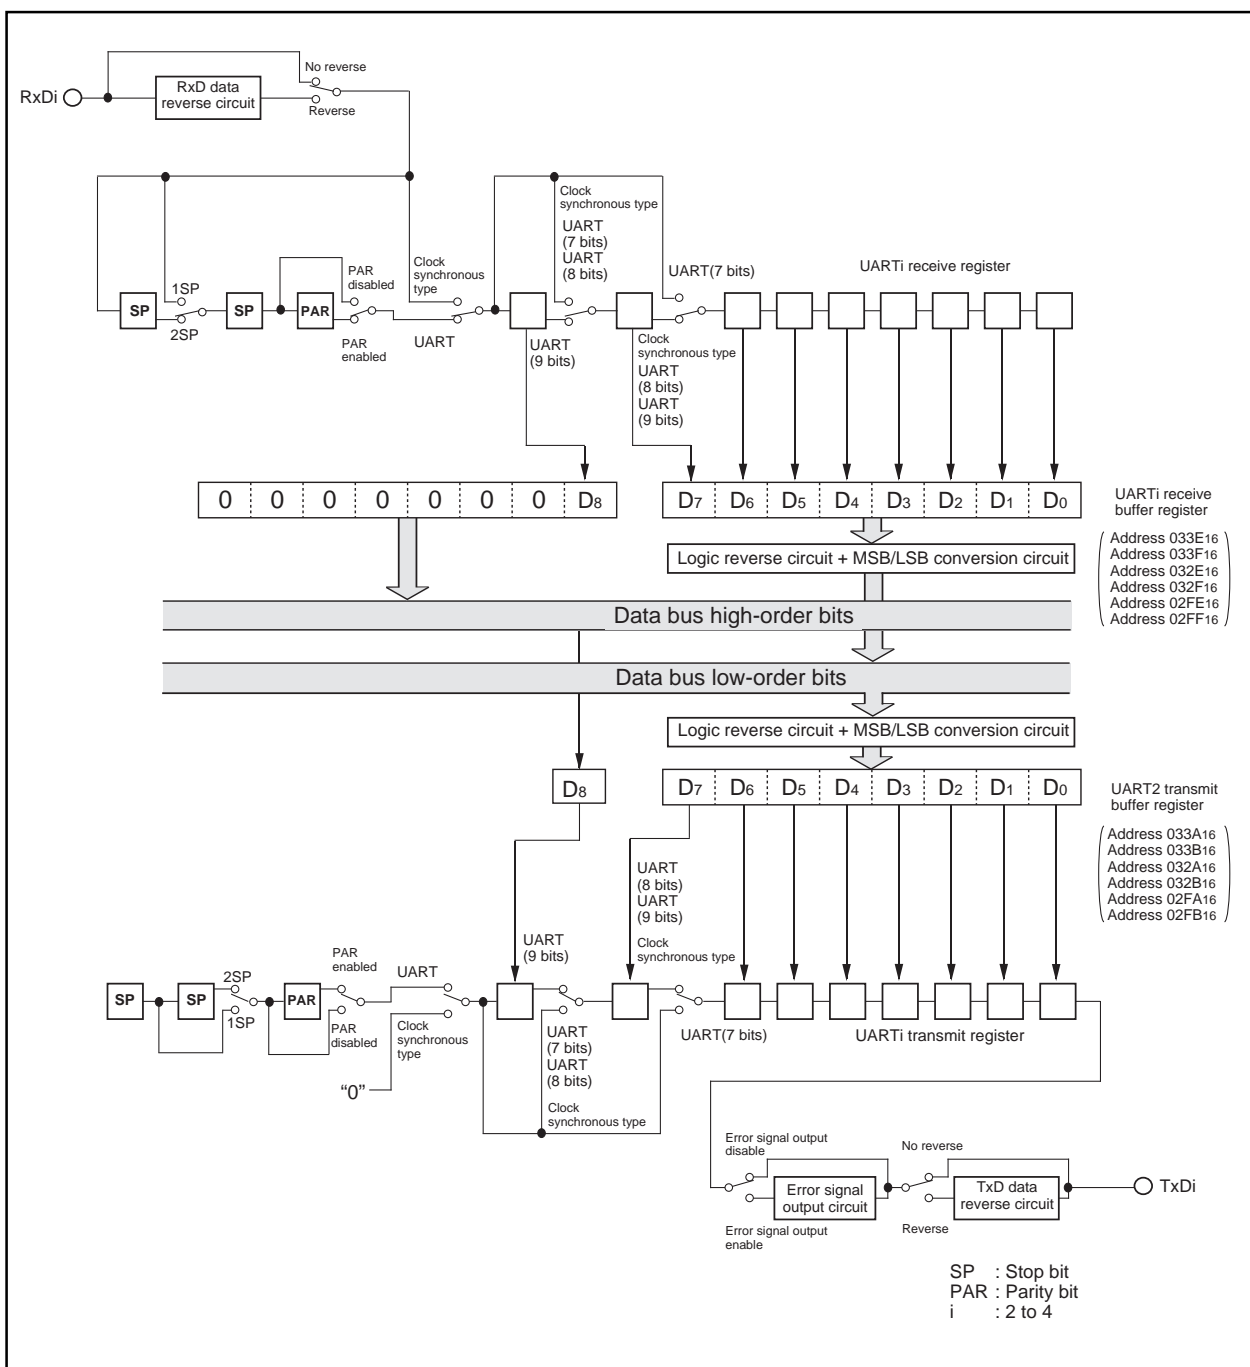 No reverse
RxDi
RxD data
reverse circuit
Reverse
Clock
synchronous type
UART
(7 bits)
UART
(8 bits)
UART(7 bits)
UARTi receive register
PAR
disabled
Clock
synchronous
type
1SP
SP
SP
PAR
2SP
PAR
enabled
UART
UART
(9 bits)
Clock
synchronous type
UART
(8 bits)
UART
(9 bits)
0 0 0 0 0 0 0 D8
D7 D6 D5 D4 D3 D2 D1 D0
UARTi receive
buffer register
Address 033E16
Address 033F16
Address 032E16
Address 032F16
Address 02FE16
Address 02FF16
Logic reverse circuit + MSB/LSB conversion circuit
Data bus high-order bits
Data bus low-order bits
Logic reverse circuit + MSB/LSB conversion circuit
D8
D7 D6 D5 D4 D3 D2 D1 D0
UART2 transmit
buffer register
Address 033A16
Address 033B16
Address 032A16
Address 032B16
Address 02FA16
Address 02FB16
UART
(8 bits)
UART
(9 bits)
Clock
synchronous type
UART
(9 bits)
PAR
enabled
UART
2SP
SP
SP
PAR
1SP
PAR
disabled
Clock
synchronous
type
“0”
UART
(7 bits)
UART
(8 bits)
Clock
synchronous type
UART(7 bits)
UARTi transmit register
Error signal output
disable
No reverse
Error signal
output circuit
TxD data
reverse circuit
TxDi
Error signal output
enable
Reverse
SP : Stop bit
PAR : Parity bit
i : 2 to 4